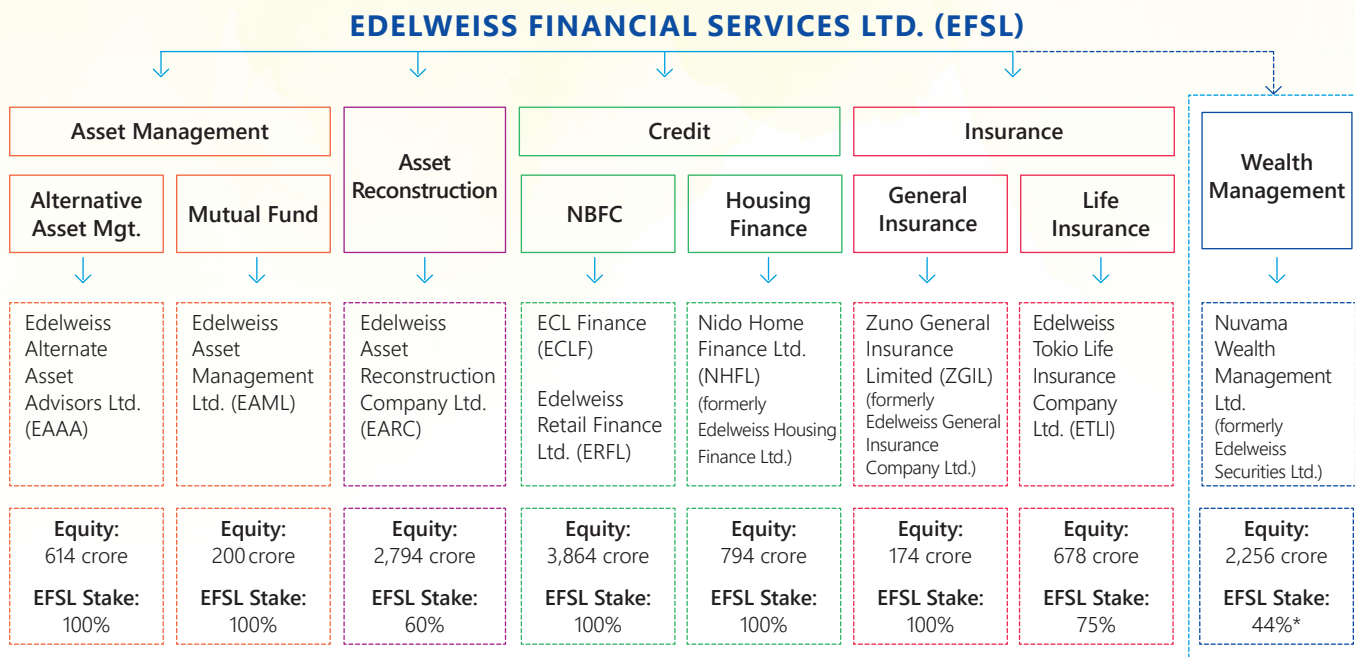 EDELWEISS FINANCIAL SERVICES LTD. (EFSL)
Asset Management
Alternative
Asset Mgt.
Mutual Fund
Asset
Reconstruction
Credit
NBFC
Housing
Finance
Insurance
General
Insurance
Life
Insurance
Wealth
Management
Edelweiss
Alternate
Asset
Advisors Ltd.
(EAAA)
Edelweiss
Asset
Management
Ltd. (EAML)
Edelweiss
Asset
Reconstruction
Company Ltd.
(EARC)
ECL Finance
(ECLF)
Edelweiss
Retail Finance
Ltd. (ERFL)
Nido Home
Finance Ltd.
(NHFL)
(formerly
Edelweiss Housing
Finance Ltd.)
Zuno General
Insurance
Limited (ZGIL)
(formerly
Edelweiss General
Insurance
Company Ltd.)
Edelweiss
Tokio Life
Insurance
Company
Ltd. (ETLI)
Nuvama
Wealth
Management
Ltd.
(formerly
Edelweiss
Securities Ltd.)
Equity:
614 crore
EFSL Stake:
100%
Equity:
200 crore
EFSL Stake:
100%
Equity:
2,794 crore
EFSL Stake:
60%
Equity:
3,864 crore
EFSL Stake:
100%
Equity:
794 crore
EFSL Stake:
100%
Equity:
174 crore
EFSL Stake:
100%
Equity:
678 crore
EFSL Stake:
75%
Equity:
2,256 crore
EFSL Stake:
44%*